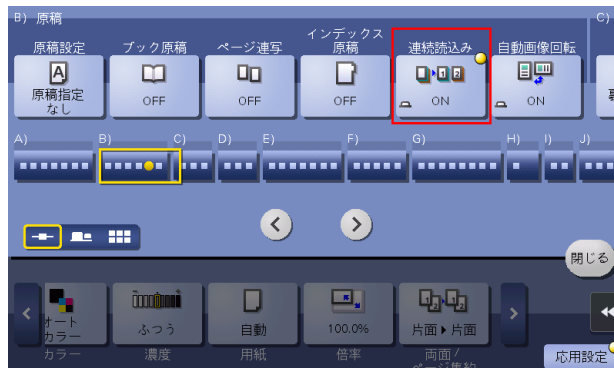 B) 原稿
C)
原稿設定
ブック原稿
ページ連写
インデックス
原稿
連続読込み
自動画像回転
A
原稿指定
なし
OFF
OFF
OFF
1 2
ON
ON
A)
B)
C)
D)
E)
F)
G)
H)
I)
J)
閉じる
オート
カラー
ふつう
自動
100.0%
片面 ▶ 片面
カラー
濃度
用紙
倍率
両面/
ページ集約
応用設定